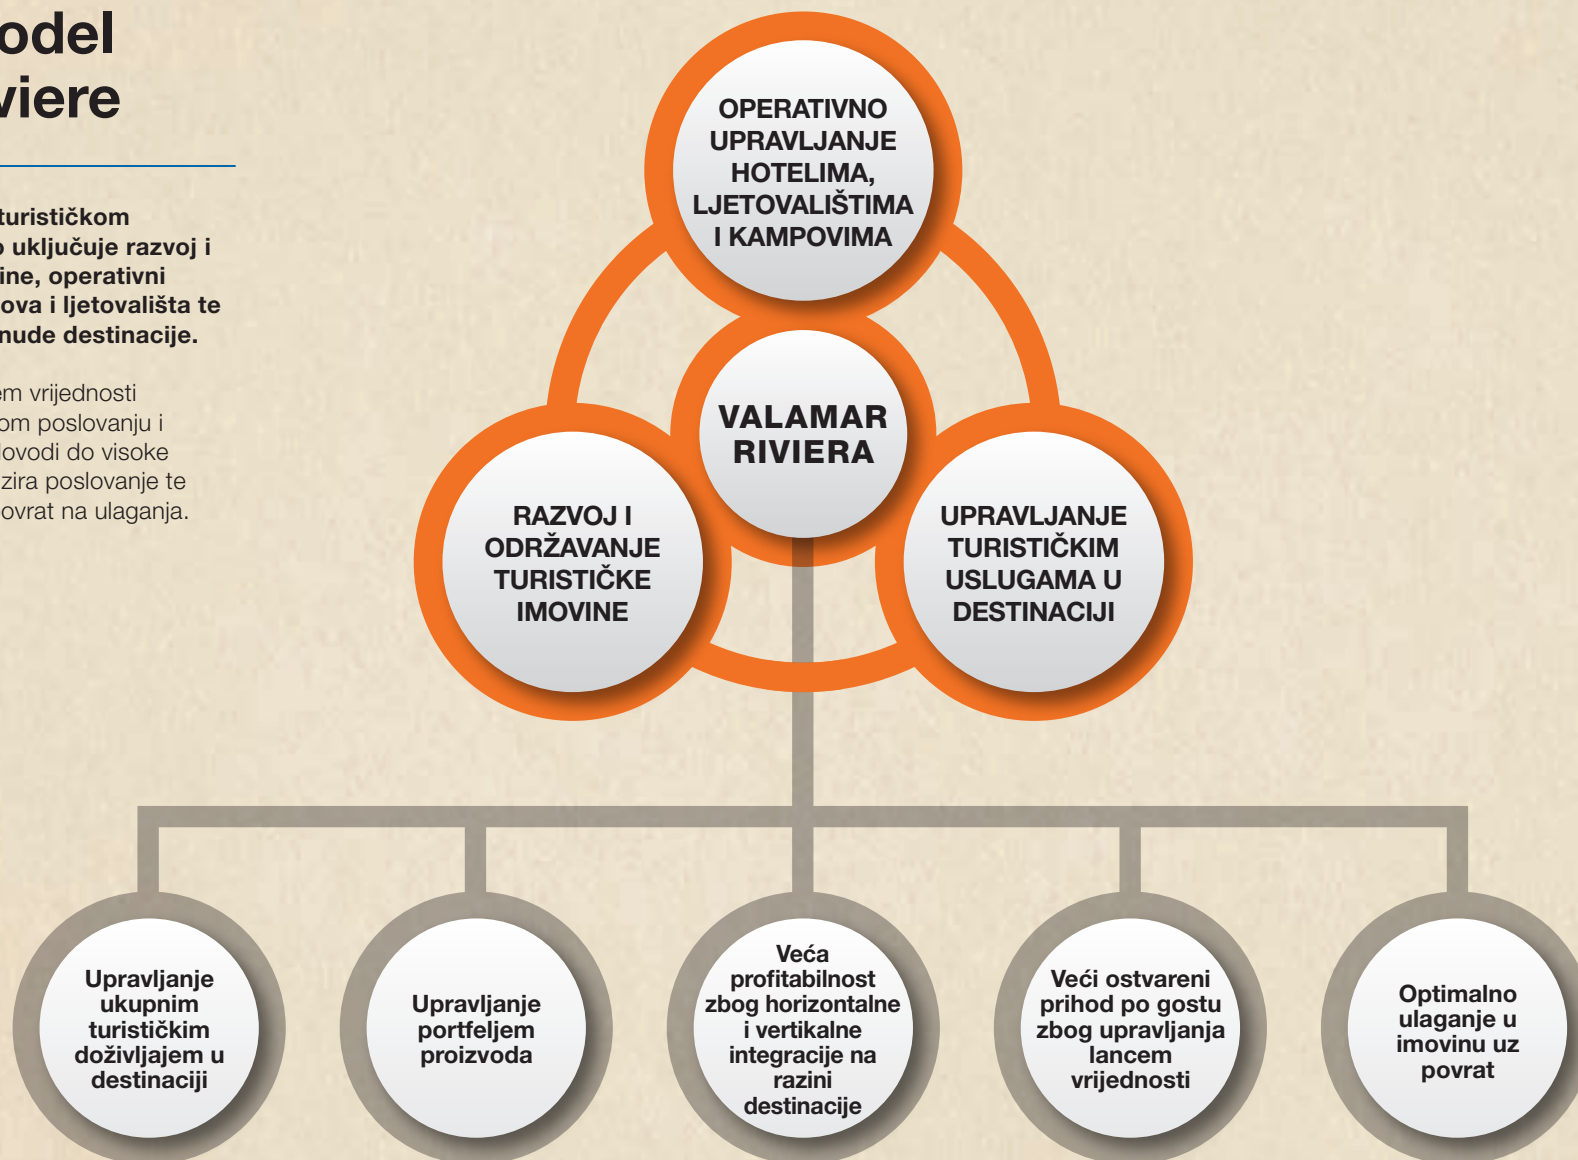 odel
viere
turističkom
o uključuje razvoj i
ine, operativni
ova i ljetovališta te
nude destinacije.
em vrijednosti
om poslovanju i
dovodi do visoke
zira poslovanje te
povrat na ulaganja.
OPERATIVNO
UPRAVLJANJE
HOTELIMA,
LJETOVALIŠTIMA
I KAMPOVIMA
VALAMAR
RIVIERA
RAZVOJ I
ODRŽAVANJE
TURISTIČKE
IMOVINE
UPRAVLJANJE
TURISTIČKIM
USLUGAMA U
DESTINACIJI
Upravljanje
ukupnim
turističkim
doživljajem u
destinaciji
Upravljanje
portfeljem
proizvoda
Veća
profitabilnost
zbog horizontalne
i vertikalne
integracije na
razini
destinacije
Veći ostvareni
prihod po gostu
zbog upravljanja
lancem
vrijednosti
Optimalno
ulaganje u
imovinu uz
povrat